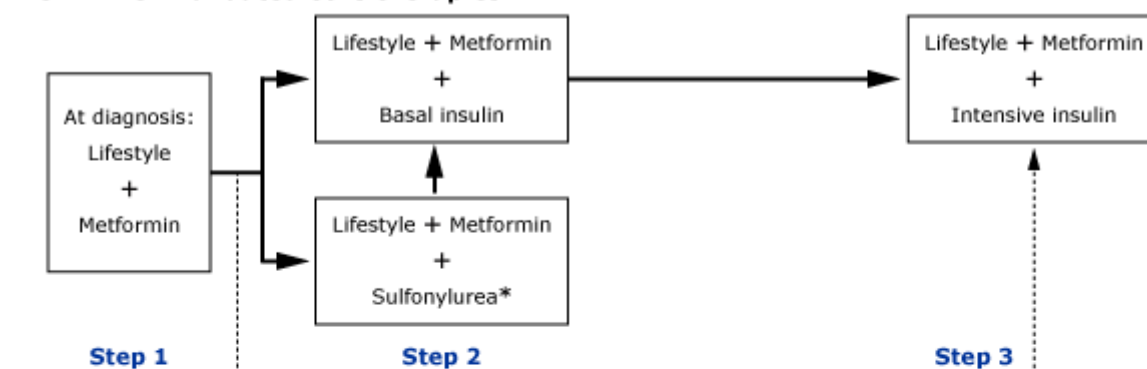 At diagnosis:
Lifestyle
+
Metformin
Lifestyle + Metformin
+
Basal insulin
Lifestyle + Metformin
+
Sulfonylurea*
Lifestyle + Metformin
+
Intensive insulin
Step 1
Step 2
Step 3